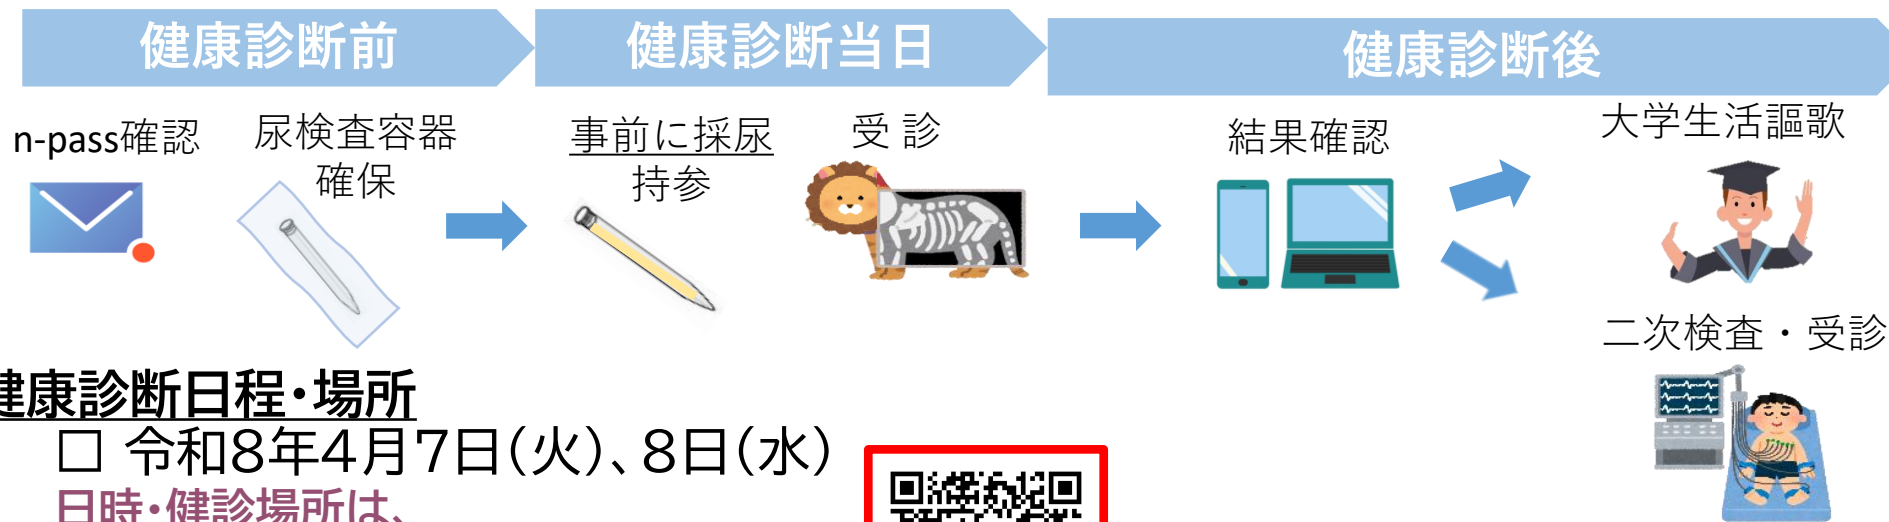 健康診断前
健康診断当日
健康診断後
n-pass確認
尿検査容器
確保
事前に採尿
持参
受 診
結果確認
大学生活謳歌
二次検査・受診
健康診断日程・場所
□ 令和8年4月7日(火)、8日(水)
日時・健診場所は、